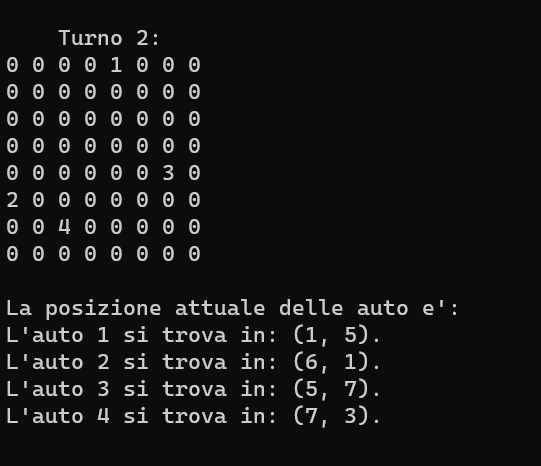 Turno 2:
0 0 0 0 1 0 0 0
0 0 0 0 0 0 0 0
0 0 0 0 0 0 0 0
0 0 0 0 0 0 0 0
0 0 0 0 0 0 3 0
2 0 0 0 0 0 0 0
0 0 4 0 0 0 0 0
0 0 0 0 0 0 0 0
La posizione attuale delle auto e':
L'auto 1 si trova in: (1, 5).
L'auto 2 si trova in: (6, 1).
L'auto 3 si trova in: (5, 7).
L'auto 4 si trova in: (7, 3).